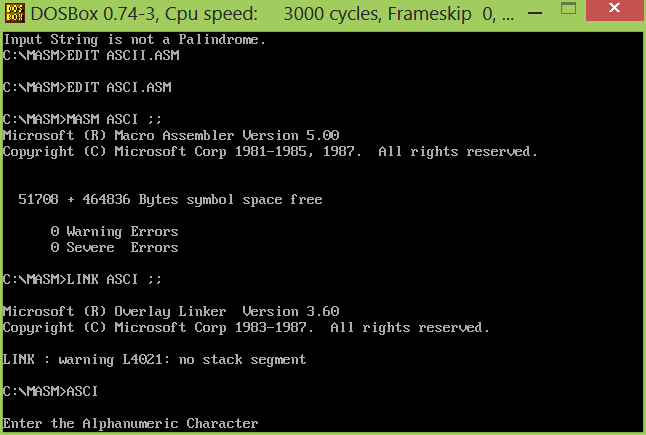 DOSBox 0.74-3, Cpu speed: 3000 cycles, Frameskip 0, ...
Input String is not a Palindrome.
C:\MASM>EDIT ASCII.ASM
C:\MASM>EDIT ASCI.ASM
C:\MASM>MASM ASCI ;;
Microsoft (R) Macro Assembler Version 5.00
Copyright (C) Microsoft Corp 1981-1985, 1987.  All rights reserved.
51708 + 464836 Bytes symbol space free
0 Warning Errors
0 Severe  Errors
C:\MASM>LINK ASCI ;;
Microsoft (R) Overlay Linker  Version 3.60
Copyright (C) Microsoft Corp 1983-1987.  All rights reserved.
LINK : warning L4021: no stack segment
C:\MASM>ASCI
Enter the Alphanumeric Character